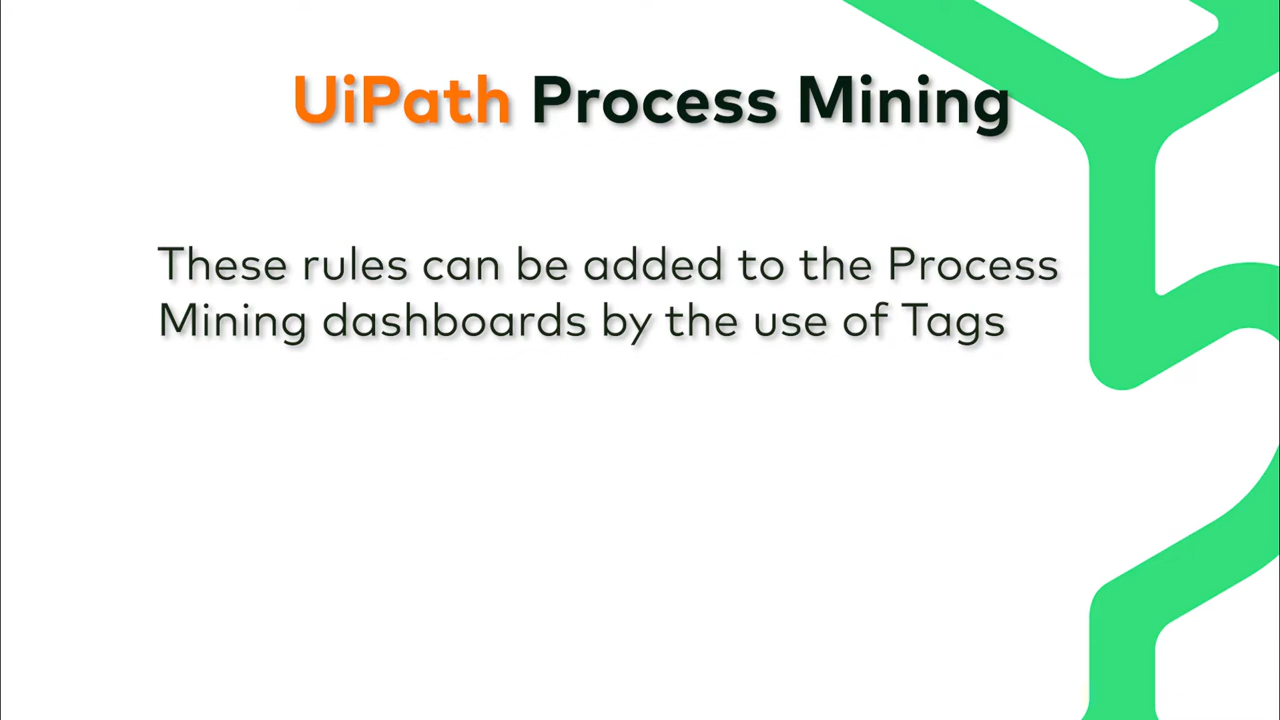 UiPath Process Mining
These rules can be added to the Process
Mining dashboards by the use of Tags